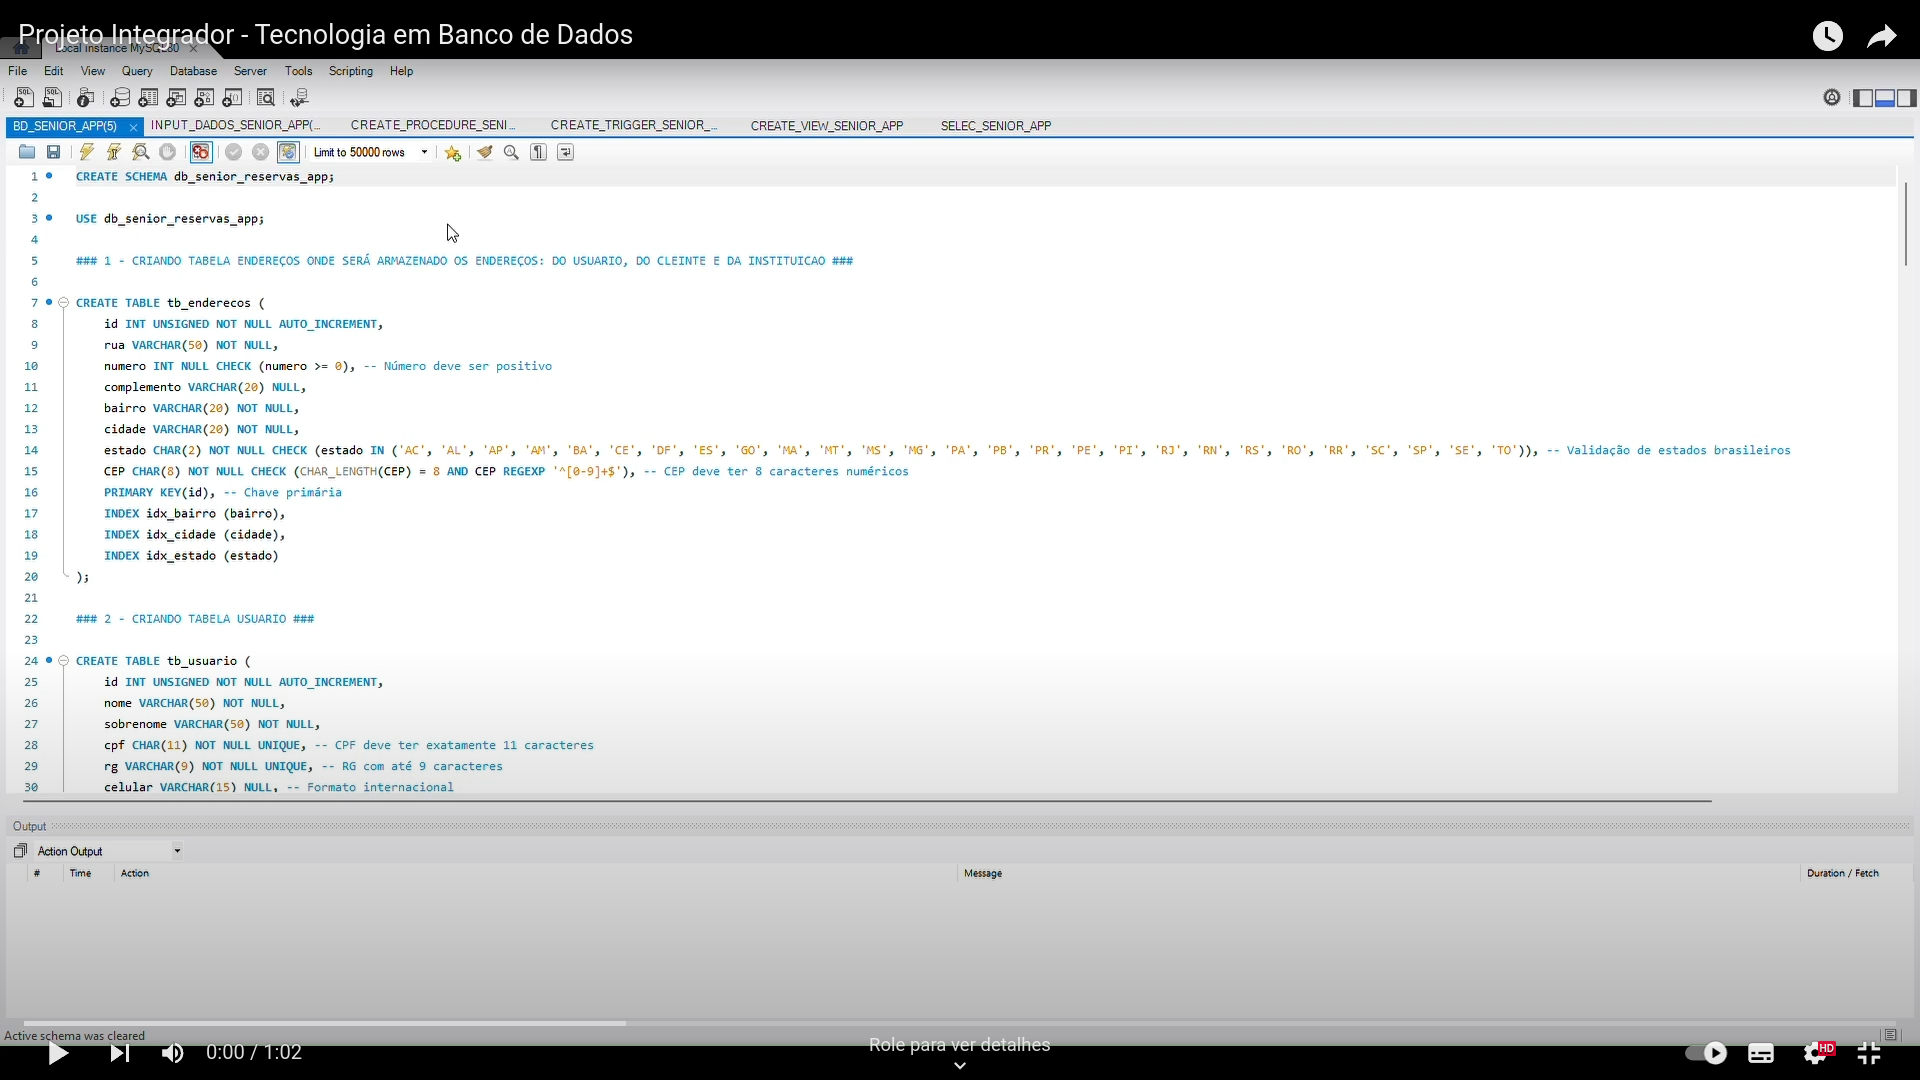 Projeto Integrador - Tecnologia em Banco de Dados
Local instance MySQL80
File Edit View Query Database Server Tools Scripting Help
BD_SENIOR_APP(5) INPUT_DADOS_SENIOR_APP(... CREATE_PROCEDURE_SENI... CREATE_TRIGGER_SENIOR_... CREATE_VIEW_SENIOR_APP SELEC_SENIOR_APP
Limit to 50000 rows
1 CREATE SCHEMA db_senior_reservas_app;
2
3 USE db_senior_reservas_app;
4
5 ### 1 - CRIANDO TABELA ENDEREÇOS ONDE SERÁ ARMAZENADO OS ENDEREÇOS: DO USUARIO, DO CLEINTE E DA INSTITUICAO ###
6
7 CREATE TABLE tb_enderecos (
8 id INT UNSIGNED NOT NULL AUTO_INCREMENT,
9 rua VARCHAR(50) NOT NULL,
10 numero INT NULL CHECK (numero >= 0), -- Número deve ser positivo
11 complemento VARCHAR(20) NULL,
12 bairro VARCHAR(20) NOT NULL,
13 cidade VARCHAR(20) NOT NULL,
14 estado CHAR(2) NOT NULL CHECK (estado IN ('AC', 'AL', 'AP', 'AM', 'BA', 'CE', 'DF', 'ES', 'GO', 'MA', 'MT', 'MS', 'MG', 'PA', 'PB', 'PR', 'PE', 'PI', 'RJ', 'RN', 'RS', 'RO', 'RR', 'SC', 'SP', 'SE', 'TO')), -- Validação de estados brasileiros
15 CEP CHAR(8) NOT NULL CHECK (CHAR_LENGTH(CEP) = 8 AND CEP REGEXP '^[0-9]+$'), -- CEP deve ter 8 caracteres numéricos
16 PRIMARY KEY(id), -- Chave primária
17 INDEX idx_bairro (bairro),
18 INDEX idx_cidade (cidade),
19 INDEX idx_estado (estado)
20 );
21
22 ### 2 - CRIANDO TABELA USUARIO ###
23
24 CREATE TABLE tb_usuario (
25 id INT UNSIGNED NOT NULL AUTO_INCREMENT,
26 nome VARCHAR(50) NOT NULL,
27 sobrenome VARCHAR(50) NOT NULL,
28 cpf CHAR(11) NOT NULL UNIQUE, -- CPF deve ter exatamente 11 caracteres
29 rg VARCHAR(9) NOT NULL UNIQUE, -- RG com até 9 caracteres
30 celular VARCHAR(15) NULL, -- Formato internacional
Output
Action Output
# Time Action Message Duration / Fetch
Active schema was cleared
0:00 / 1:02
Role para ver detalhes
HD